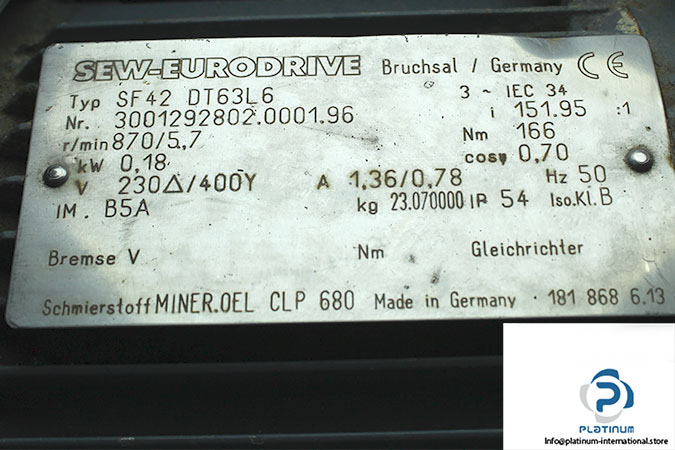 SEW-EURODRIVE Bruchsal / Germany CE
Typ SF42 DT63L6 3 ~ IEC 34
Nr. 3001292802.0001.96 i 151.95 :1
r/min 870/5,7 Nm 166
kW 0,18 cosφ 0,70
V 230Δ/400Y A 1,36/0,78 Hz 50
IM. B5A kg 23.070000 IP 54 Iso.Kl. B
Bremse V Nm Gleichrichter
Schmierstoff MINER.OEL CLP 680 Made in Germany · 181 868 6.13
PLATINUM
Info@platinum-international.store